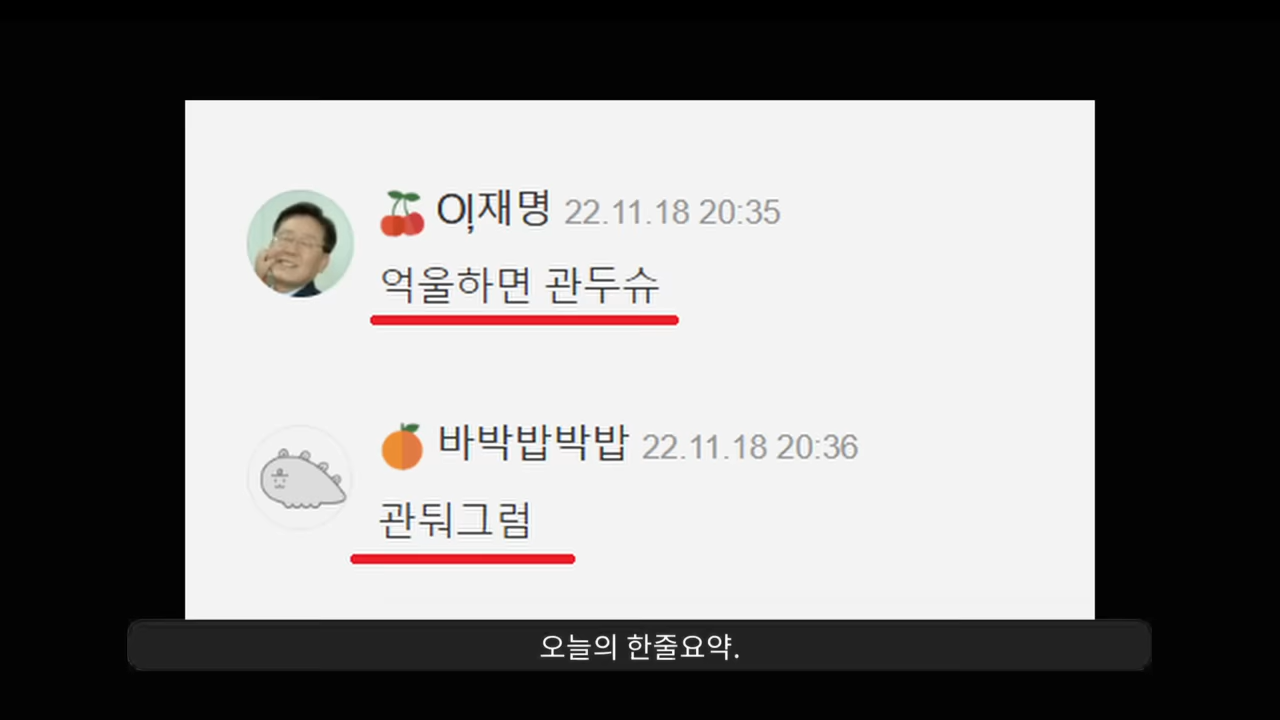 이재명 22.11.18 20:35
억울하면 관두슈
바박밥박밥 22.11.18 20:36
관둬그럼
오늘의 한줄요약.